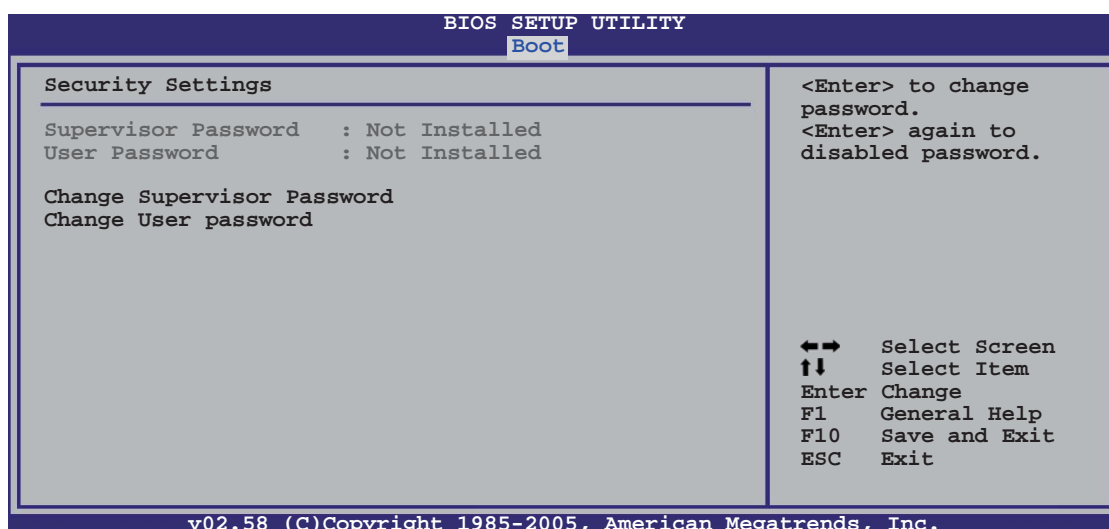 BIOS SETUP UTILITY
Boot
Security Settings
Supervisor Password : Not Installed
User Password : Not Installed
Change Supervisor Password
Change User password
<Enter> to change
password.
<Enter> again to
disabled password.
←→ Select Screen
↑↓ Select Item
Enter Change
F1 General Help
F10 Save and Exit
ESC Exit
v02.58 (C)Copyright 1985-2005, American Megatrends, Inc.